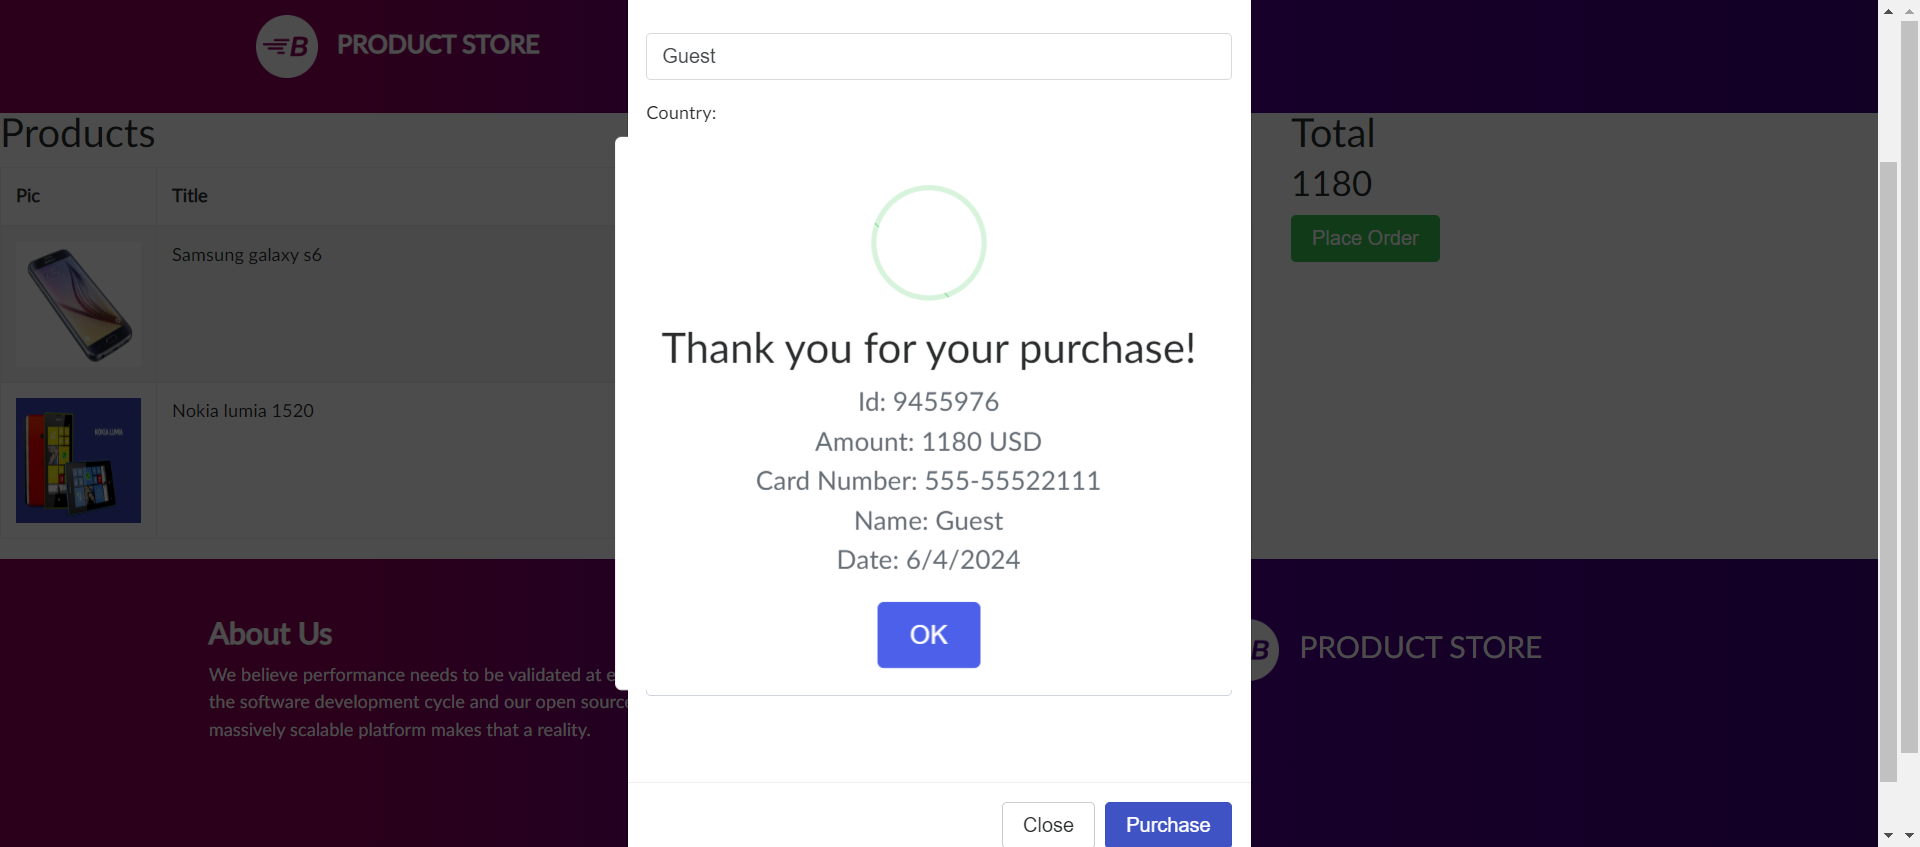 B PRODUCT STORE
Guest
Country:
Products
Pic Title
Samsung galaxy s6
NOKIA LUMIA
Nokia lumia 1520
Total
1180
Place Order
Thank you for your purchase!
Id: 9455976
Amount: 1180 USD
Card Number: 555-55522111
Name: Guest
Date: 6/4/2024
OK
About Us
We believe performance needs to be validated at e
the software development cycle and our open source
massively scalable platform makes that a reality.
B PRODUCT STORE
Close Purchase